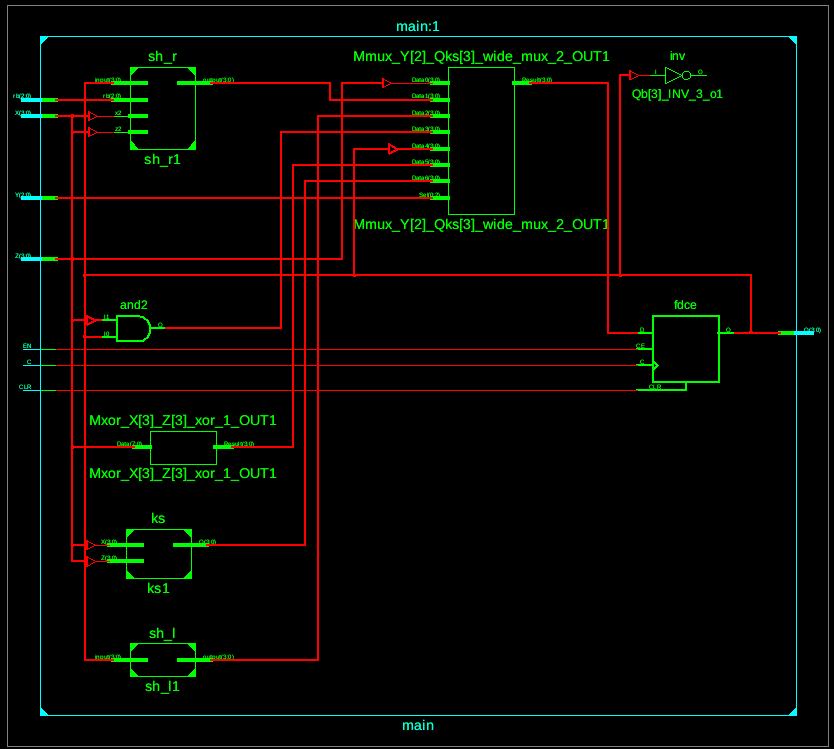 main:1
sh_r
Mmux_Y[2]_Qks[3]_wide_mux_2_OUT1
inv
input(3:0)
output(3:0)
Data0(3:0)
Result(3:0)
I
O
Qb[3]_INV_3_o1
rb(2:0)
Data1(3:0)
X(3:0)
x2
Data2(3:0)
z2
Data3(3:0)
sh_r1
Data4(3:0)
Data5(3:0)
Data6(3:0)
Y(2:0)
Sel(0:2)
Mmux_Y[2]_Qks[3]_wide_mux_2_OUT1
Z(3:0)
and2
fdce
I1
O
I0
D
Q
Q(3:0)
EN
CE
C
C
CLR
CLR
Mxor_X[3]_Z[3]_xor_1_OUT1
Data(7:0)
Result(3:0)
Mxor_X[3]_Z[3]_xor_1_OUT1
ks
X(3:0)
Q(3:0)
Z(3:0)
ks1
sh_l
input(3:0)
output(3:0)
sh_l1
main